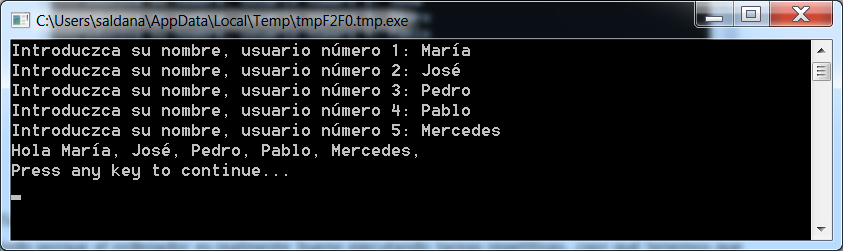 C:\Users\saldana\AppData\Local\Temp\tmpF2F0.tmp.exe
Introduczca su nombre, usuario número 1: María
Introduczca su nombre, usuario número 2: José
Introduczca su nombre, usuario número 3: Pedro
Introduczca su nombre, usuario número 4: Pablo
Introduczca su nombre, usuario número 5: Mercedes
Hola María, José, Pedro, Pablo, Mercedes,
Press any key to continue...